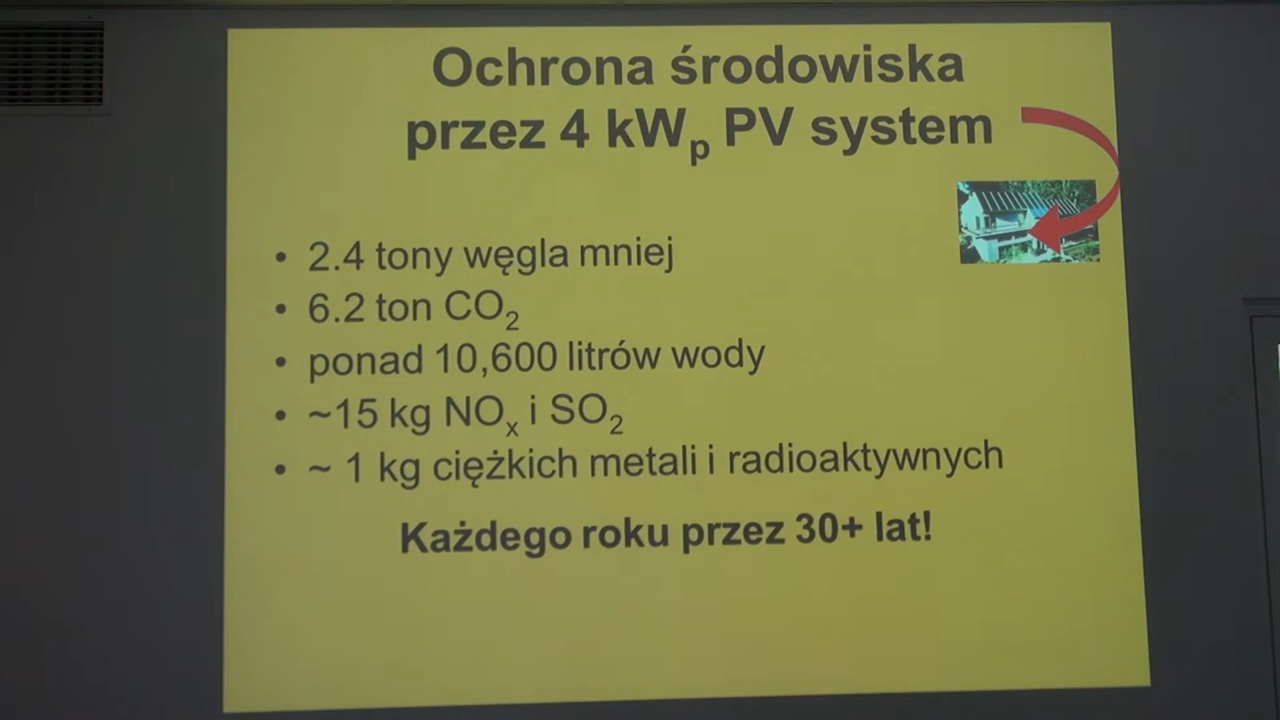 Ochrona środowiska
przez 4 kWₚ PV system
• 2.4 tony węgla mniej
• 6.2 ton CO₂
• ponad 10,600 litrów wody
• ~15 kg NOₓ i SO₂
• ~ 1 kg ciężkich metali i radioaktywnych
Każdego roku przez 30+ lat!